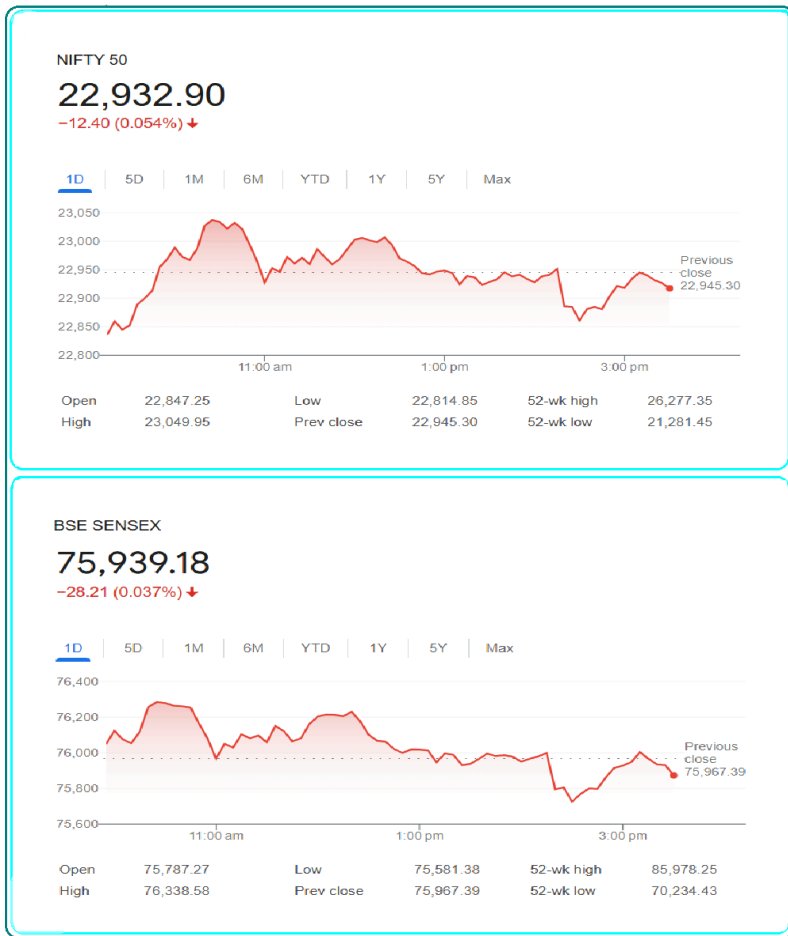 NIFTY 50
22,932.90
−12.40 (0.054%)
1D 5D 1M 6M YTD 1Y 5Y Max
23,050
23,000
22,950
22,900
22,850
22,800
Previous
close
22,945.30
11:00 am 1:00 pm 3:00 pm
Open 22,847.25 Low 22,814.85 52-wk high 26,277.35
High 23,049.95 Prev close 22,945.30 52-wk low 21,281.45
BSE SENSEX
75,939.18
−28.21 (0.037%)
1D 5D 1M 6M YTD 1Y 5Y Max
76,400
76,200
76,000
75,800
75,600
Previous
close
75,967.39
11:00 am 1:00 pm 3:00 pm
Open 75,787.27 Low 75,581.38 52-wk high 85,978.25
High 76,338.58 Prev close 75,967.39 52-wk low 70,234.43